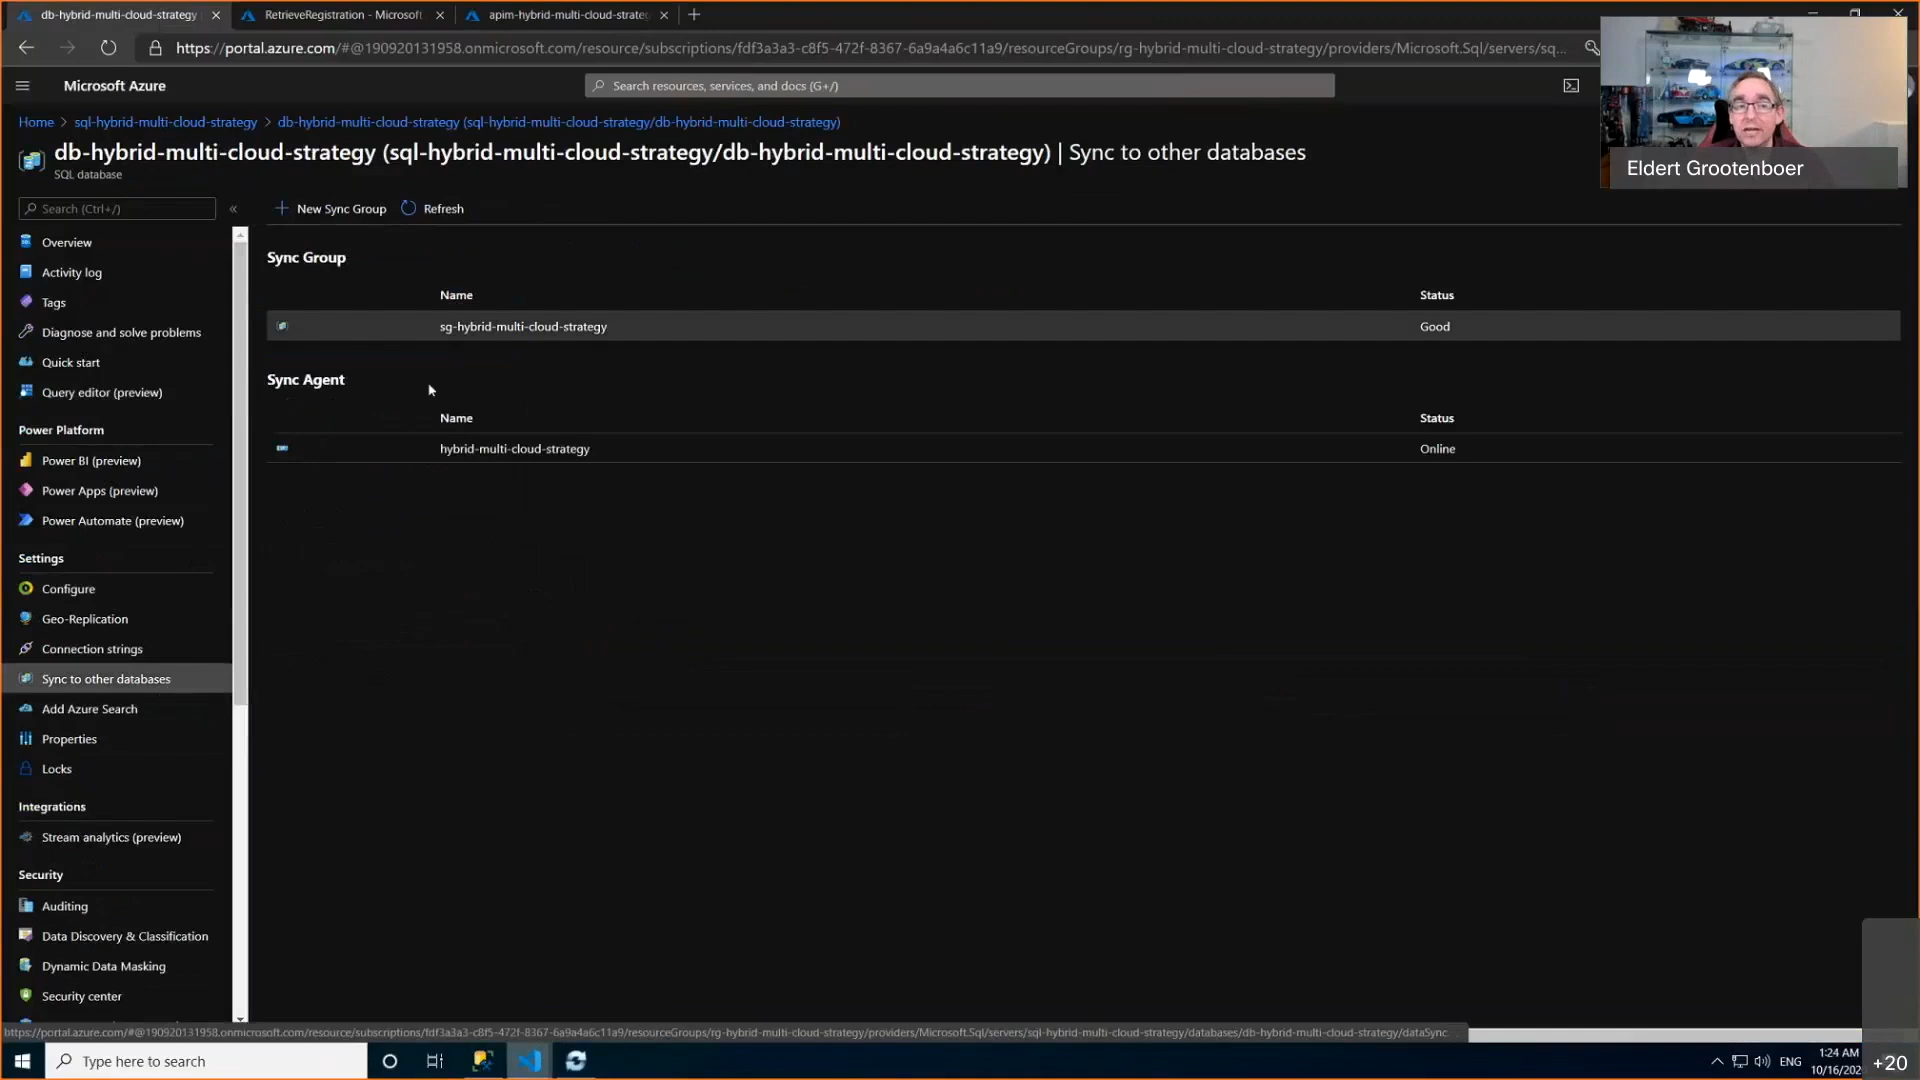 db-hybrid-multi-cloud-strategy
RetrieveRegistration - Microsoft
apim-hybrid-multi-cloud-strateg
https://portal.azure.com/#@190920131958.onmicrosoft.com/resource/subscriptions/fdf3a3a3-c8f5-472f-8367-6a9a4a6c11a9/resourceGroups/rg-hybrid-multi-cloud-strategy/providers/Microsoft.Sql/servers/sq...
Microsoft Azure
Search resources, services, and docs (G+/)
Home > sql-hybrid-multi-cloud-strategy > db-hybrid-multi-cloud-strategy (sql-hybrid-multi-cloud-strategy/db-hybrid-multi-cloud-strategy)
db-hybrid-multi-cloud-strategy (sql-hybrid-multi-cloud-strategy/db-hybrid-multi-cloud-strategy) | Sync to other databases
SQL database
Eldert Grootenboer
Search (Ctrl+/)
«
New Sync Group
Refresh
Overview
Activity log
Tags
Diagnose and solve problems
Quick start
Query editor (preview)
Power Platform
Power BI (preview)
Power Apps (preview)
Power Automate (preview)
Settings
Configure
Geo-Replication
Connection strings
Sync to other databases
Add Azure Search
Properties
Locks
Integrations
Stream analytics (preview)
Security
Auditing
Data Discovery & Classification
Dynamic Data Masking
Security center
Sync Group
Name Status
sg-hybrid-multi-cloud-strategy Good
Sync Agent
Name Status
hybrid-multi-cloud-strategy Online
https://portal.azure.com/#@190920131958.onmicrosoft.com/resource/subscriptions/fdf3a3a3-c8f5-472f-8367-6a9a4a6c11a9/resourceGroups/rg-hybrid-multi-cloud-strategy/providers/Microsoft.Sql/servers/sql-hybrid-multi-cloud-strategy/databases/db-hybrid-multi-cloud-strategy/dataSync
Type here to search
ENG
1:24 AM
10/16/202
+20